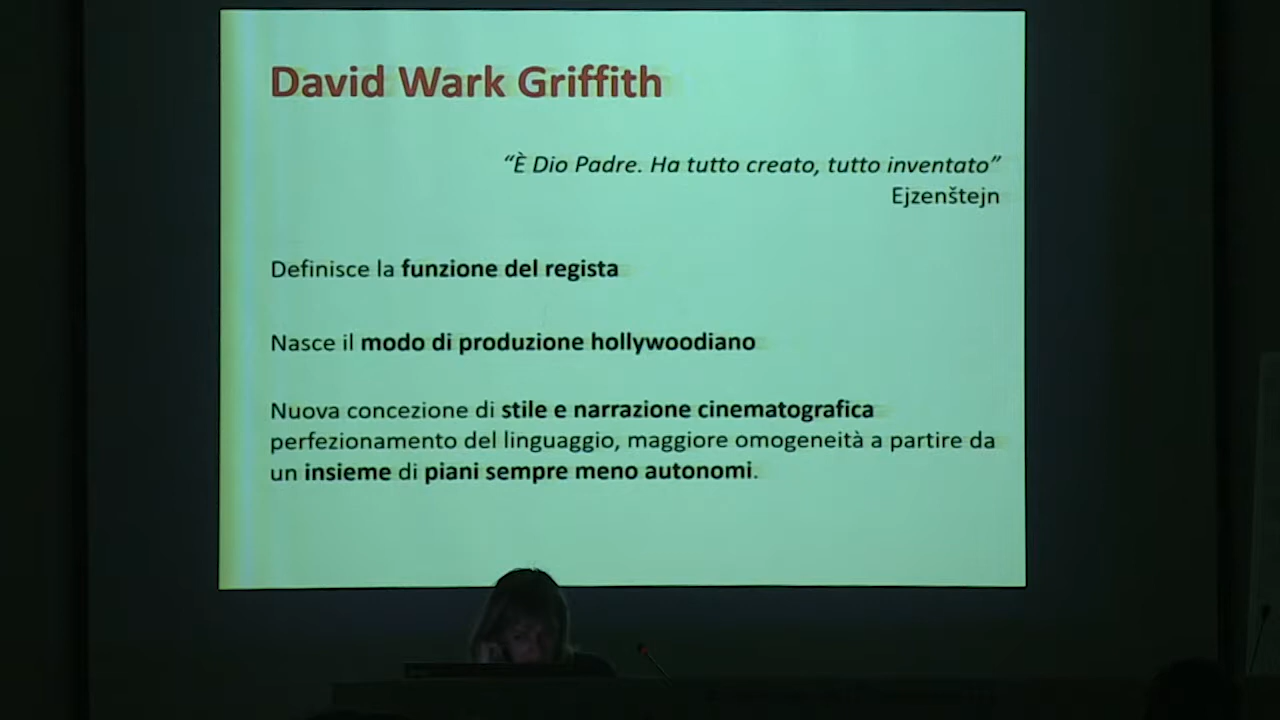 David Wark Griffith
“È Dio Padre. Ha tutto creato, tutto inventato”
Ejzenštejn
Definisce la funzione del regista
Nasce il modo di produzione hollywoodiano
Nuova concezione di stile e narrazione cinematografica
perfezionamento del linguaggio, maggiore omogeneità a partire da
un insieme di piani sempre meno autonomi.